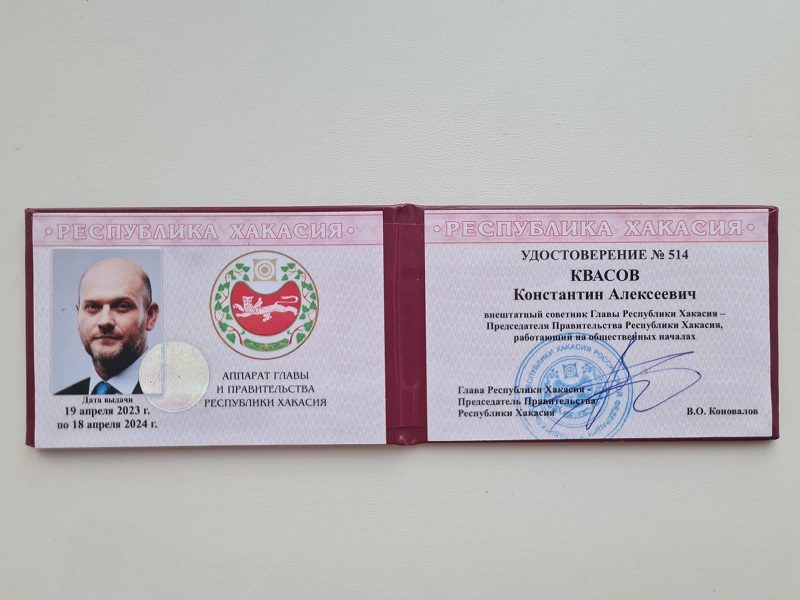 ·РЕСПУБЛИКА ХАКАСИЯ·
Дата выдачи
19 апреля 2023 г.
по 18 апреля 2024 г.
АППАРАТ ГЛАВЫ
И ПРАВИТЕЛЬСТВА
РЕСПУБЛИКИ ХАКАСИЯ
·РЕСПУБЛИКА ХАКАСИЯ·
УДОСТОВЕРЕНИЕ № 514
КВАСОВ
Константин Алексеевич
внештатный советник Главы Республики Хакасия –
Председателя Правительства Республики Хакасия,
работающий на общественных началах
Глава Республики Хакасия -
Председатель Правительства
Республики Хакасия
В.О. Коновалов
РЕСПУБЛИКИ ХАКАСИЯ